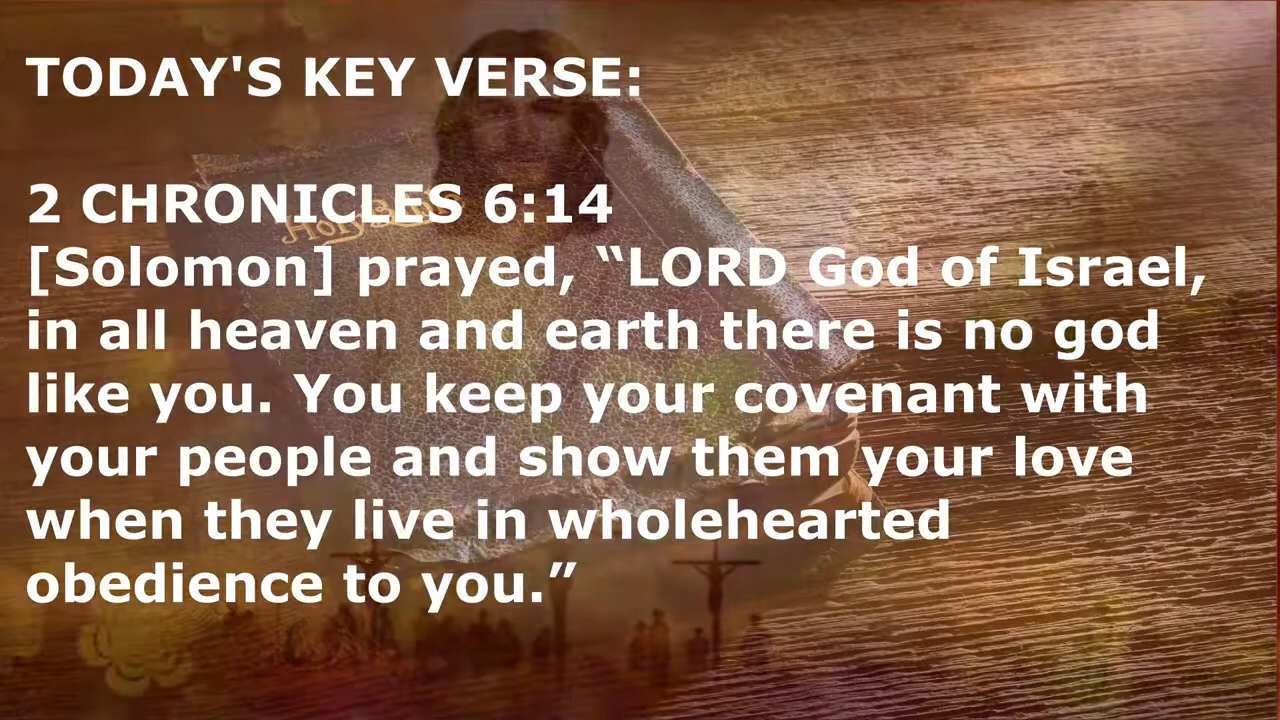 TODAY'S KEY VERSE:
2 CHRONICLES 6:14
[Solomon] prayed, “LORD God of Israel,
in all heaven and earth there is no god
like you. You keep your covenant with
your people and show them your love
when they live in wholehearted
obedience to you.”
Holy